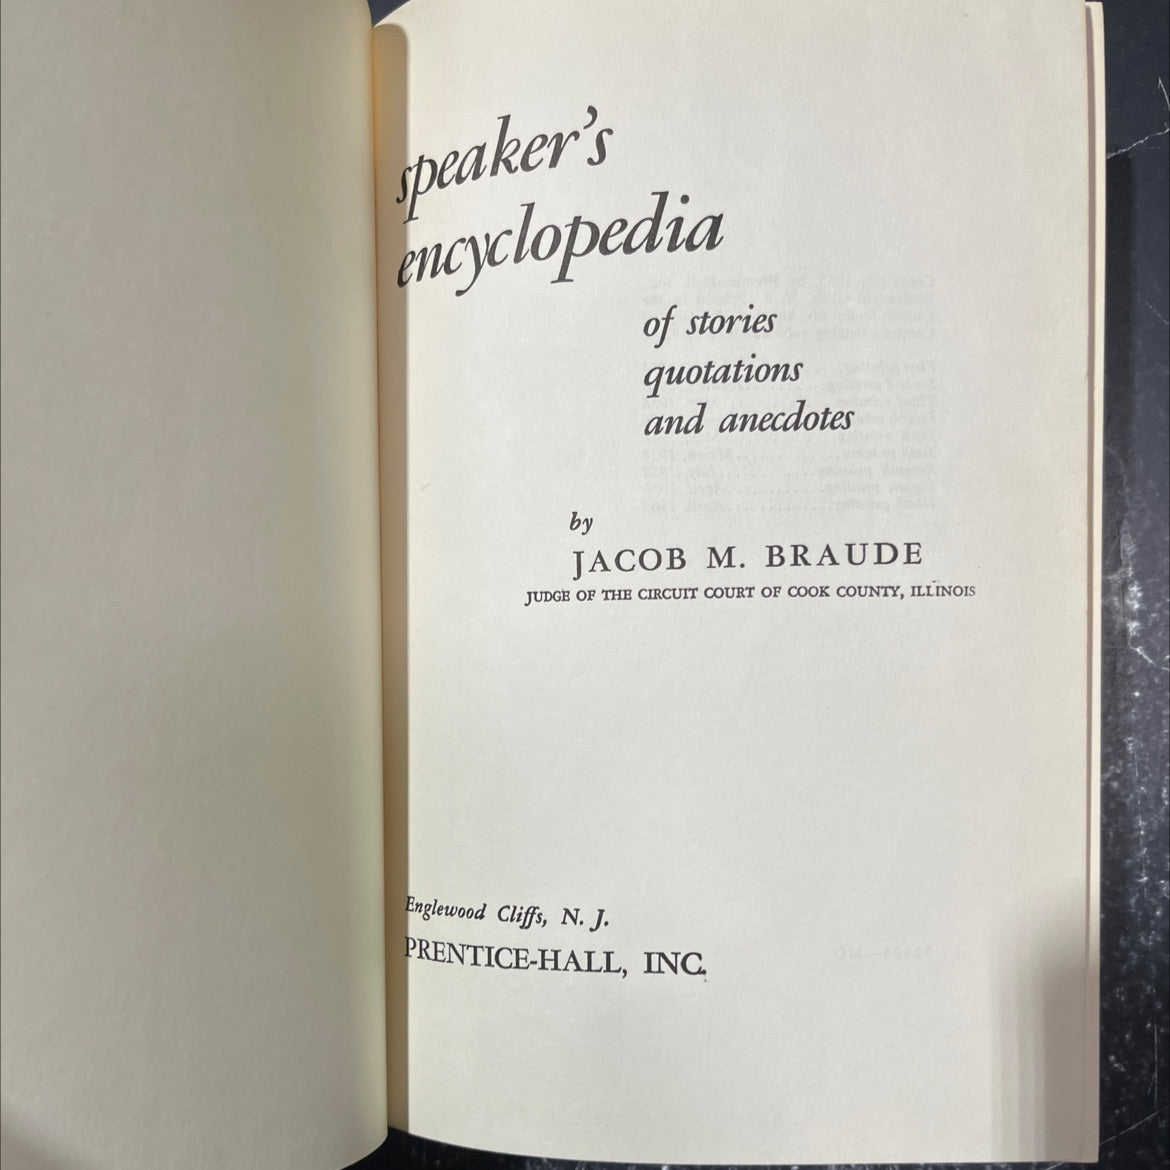 speaker's
encyclopedia
of stories
quotations
and anecdotes
by
JACOB M. BRAUDE
JUDGE OF THE CIRCUIT COURT OF COOK COUNTY, ILLINOIS
Englewood Cliffs, N. J.
PRENTICE-HALL, INC.